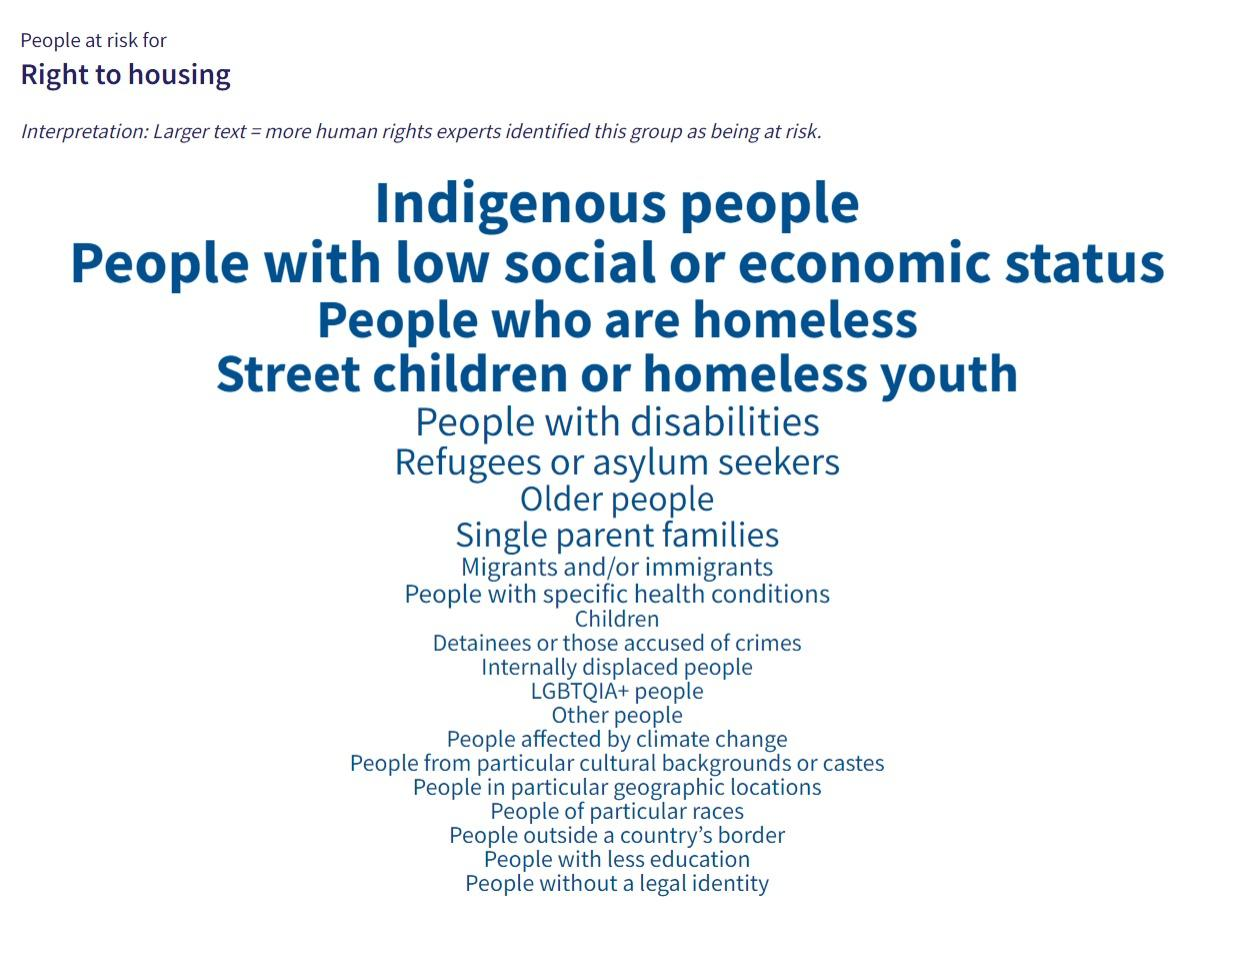 People at risk for
Right to housing
Interpretation: Larger text = more human rights experts identified this group as being at risk.
Indigenous people
People with low social or economic status
People who are homeless
Street children or homeless youth
People with disabilities
Refugees or asylum seekers
Older people
Single parent families
Migrants and/or immigrants
People with specific health conditions
Children
Detainees or those accused of crimes
Internally displaced people
LGBTQIA+ people
Other people
People affected by climate change
People from particular cultural backgrounds or castes
People in particular geographic locations
People of particular races
People outside a country’s border
People with less education
People without a legal identity